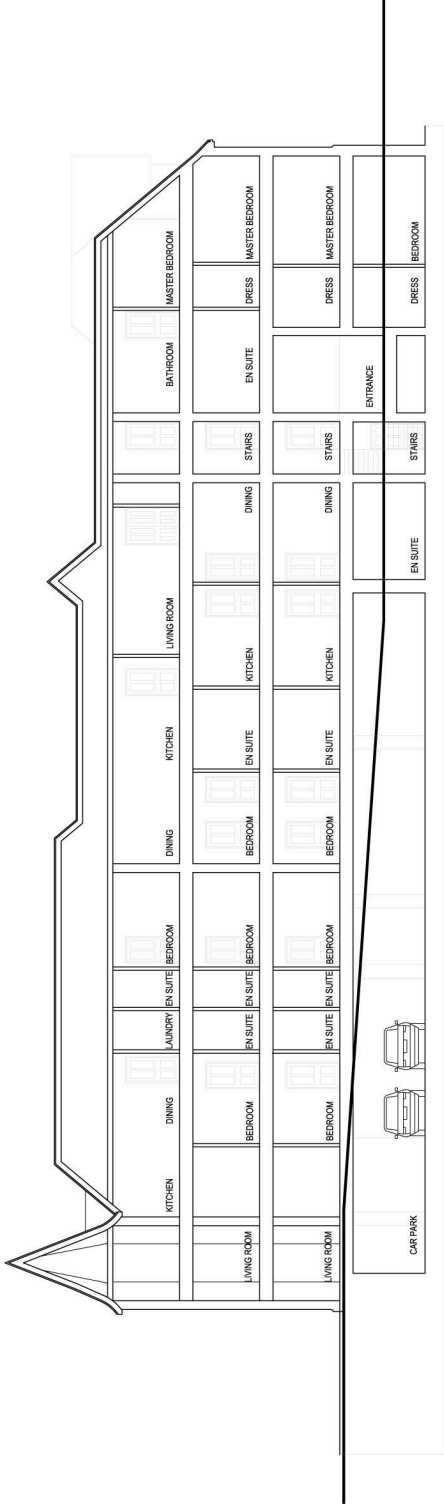 KITCHEN DINING LAUNDRY EN SUITE BEDROOM DINING KITCHEN LIVING ROOM BATHROOM MASTER BEDROOM
LIVING ROOM BEDROOM EN SUITE EN SUITE BEDROOM BEDROOM EN SUITE KITCHEN DINING STAIRS EN SUITE DRESS MASTER BEDROOM
LIVING ROOM BEDROOM EN SUITE EN SUITE BEDROOM BEDROOM EN SUITE KITCHEN DINING STAIRS DRESS MASTER BEDROOM
ENTRANCE
CAR PARK EN SUITE STAIRS DRESS BEDROOM